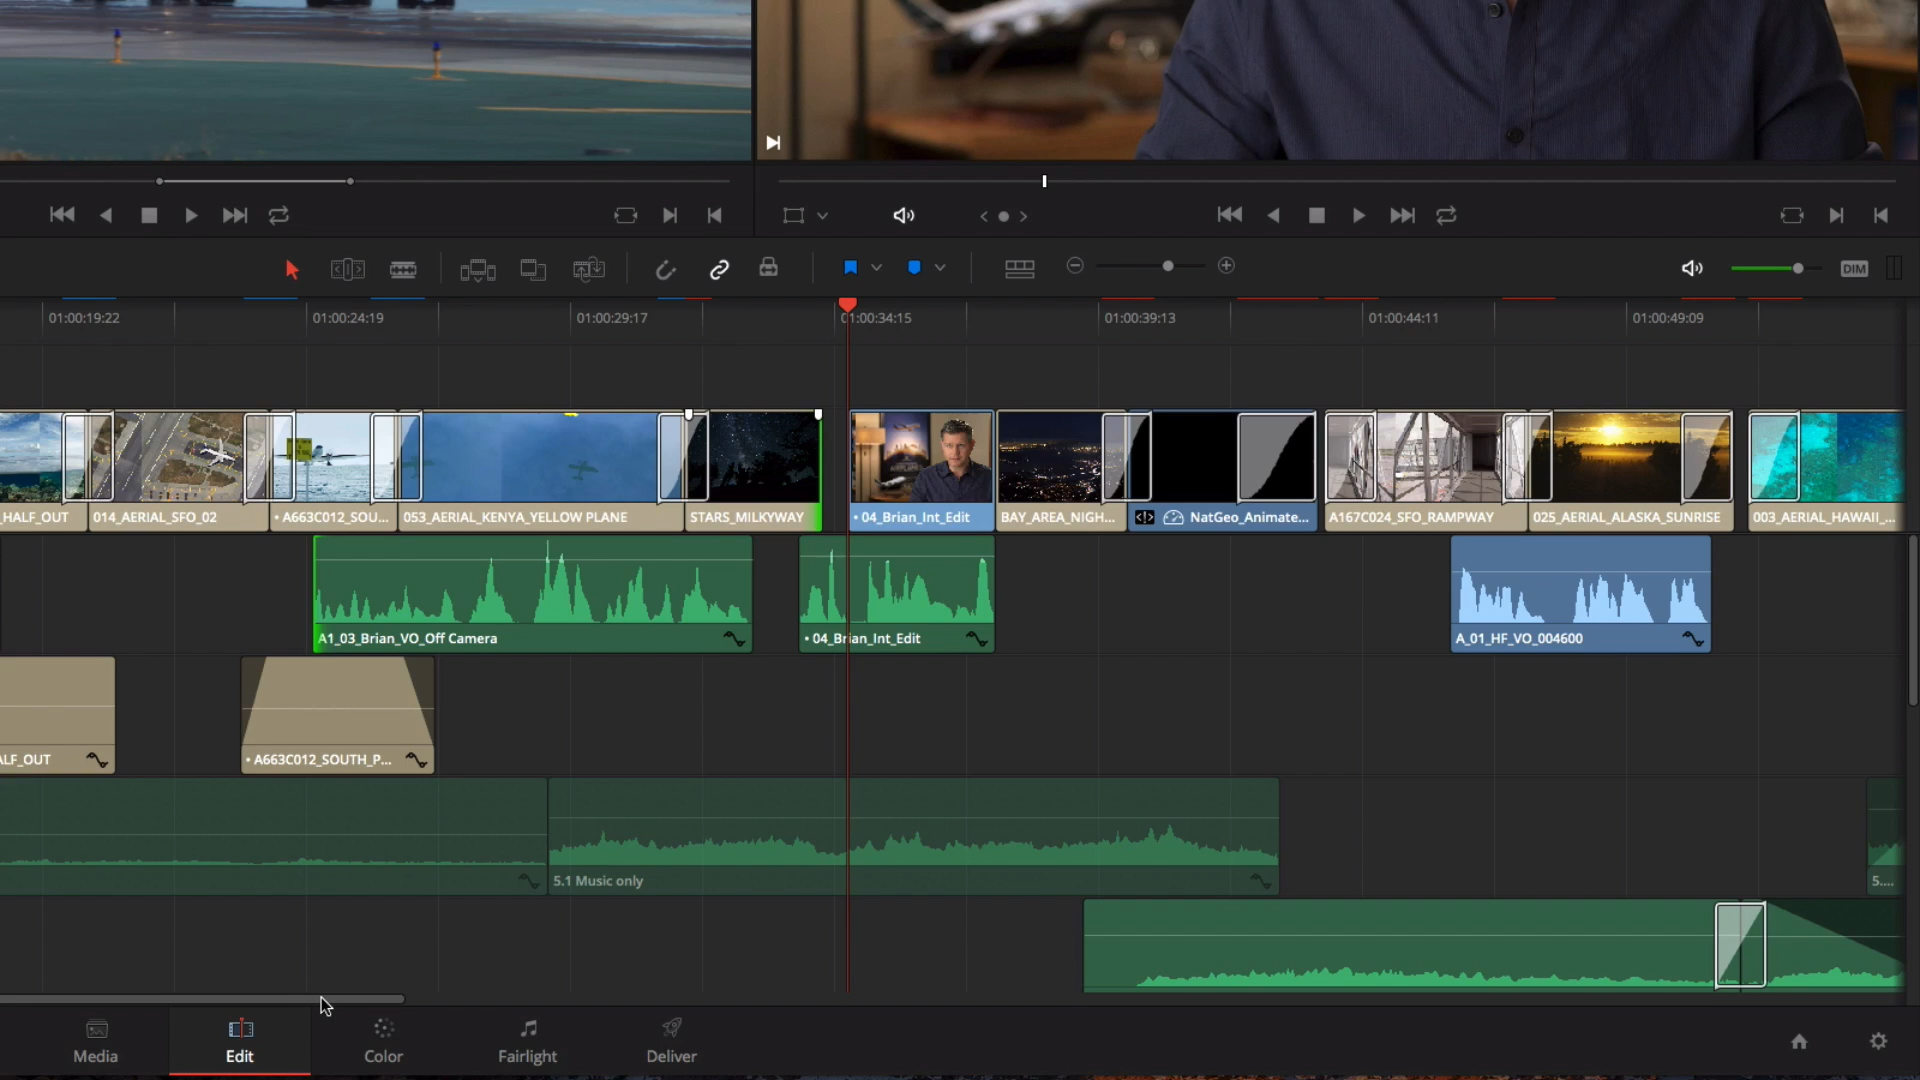 DIM
01:00:19:22
01:00:24:19
01:00:29:17
01:00:34:15
01:00:39:13
01:00:44:11
01:00:49:09
_HALF_OUT
014_AERIAL_SFO_02
• A663C012_SOU...
053_AERIAL_KENYA_YELLOW PLANE
STARS_MILKYWAY
• 04_Brian_Int_Edit
BAY_AREA_NIGH...
NatGeo_Animate...
A167C024_SFO_RAMPWAY
025_AERIAL_ALASKA_SUNRISE
003_AERIAL_HAWAII_...
A1_03_Brian_VO_Off Camera
• 04_Brian_Int_Edit
A_01_HF_VO_004600
ALF_OUT
• A663C012_SOUTH_P...
5.1 Music only
5....
Media
Edit
Color
Fairlight
Deliver